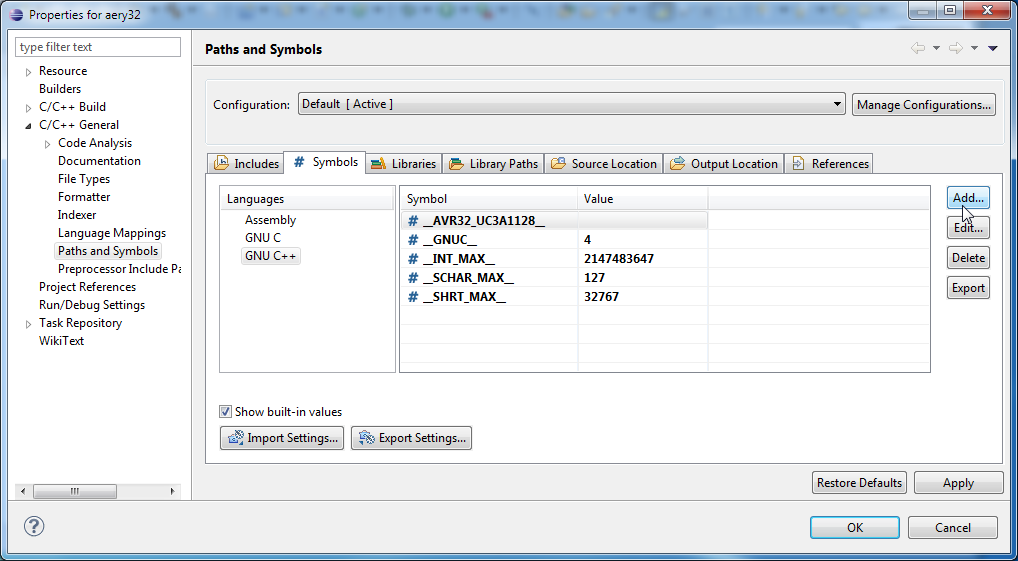 Properties for aery32
type filter text
Resource
Builders
C/C++ Build
C/C++ General
Code Analysis
Documentation
File Types
Formatter
Indexer
Language Mappings
Paths and Symbols
Preprocessor Include Pa
Project References
Run/Debug Settings
Task Repository
WikiText
Paths and Symbols
Configuration: Default [ Active ] Manage Configurations...
Includes # Symbols Libraries Library Paths Source Location Output Location References
Languages
Assembly
GNU C
GNU C++
Symbol Value
# __AVR32_UC3A1128__
# __GNUC__ 4
# __INT_MAX__ 2147483647
# __SCHAR_MAX__ 127
# __SHRT_MAX__ 32767
Add...
Edit...
Delete
Export
Show built-in values
Import Settings... Export Settings...
Restore Defaults Apply
? OK Cancel